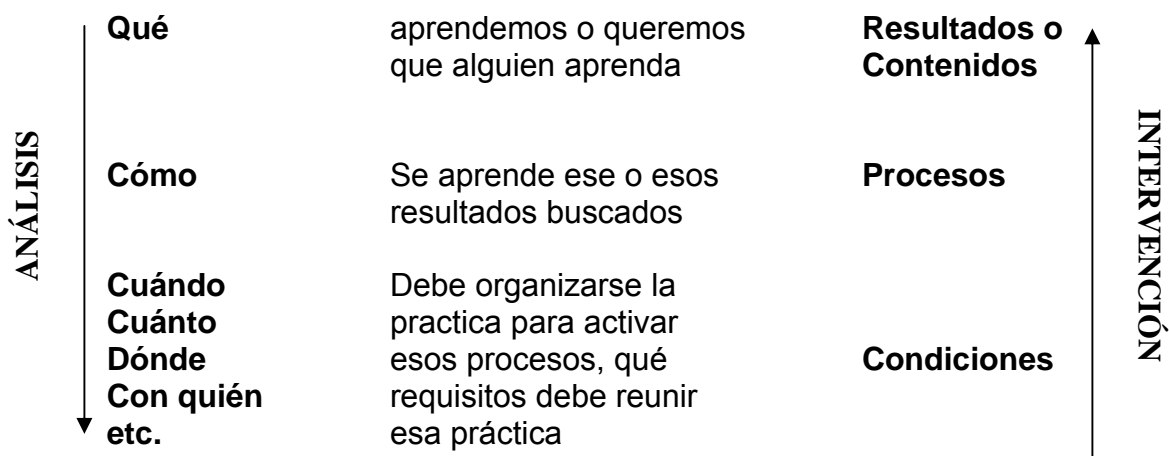 ANÁLISIS
Qué aprendemos o queremos Resultados o
que alguien aprenda Contenidos
Cómo Se aprende ese o esos Procesos
resultados buscados
Cuándo Debe organizarse la
Cuánto practica para activar
Dónde esos procesos, qué Condiciones
Con quién requisitos debe reunir
etc. esa práctica
INTERVENCIÓN